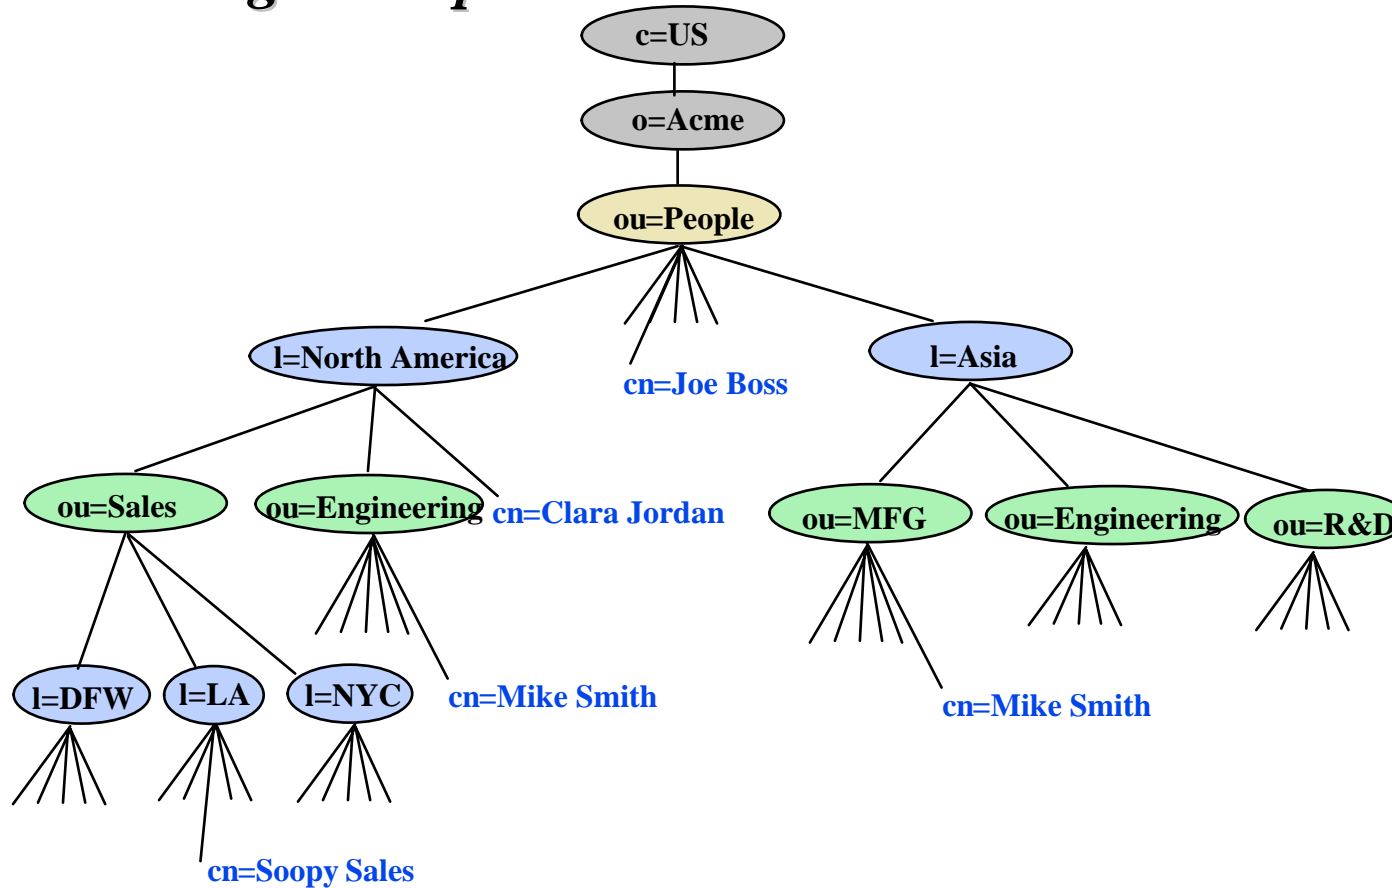 c=US
o=Acme
ou=People
l=North America
l=Asia
cn=Joe Boss
ou=Sales
ou=Engineering
cn=Clara Jordan
ou=MFG
ou=Engineering
ou=R&D
l=DFW
l=LA
l=NYC
cn=Mike Smith
cn=Mike Smith
cn=Soopy Sales